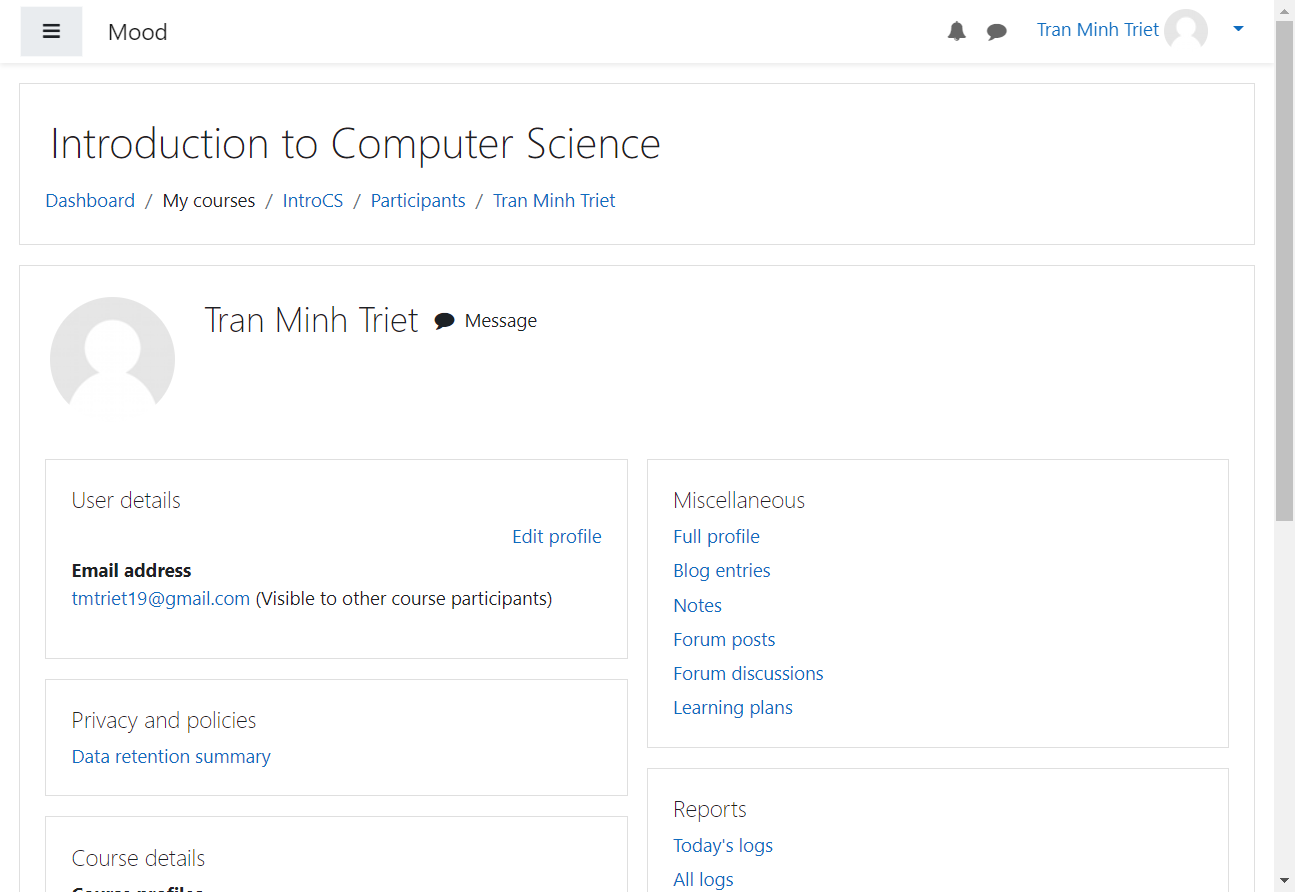 Mood
Tran Minh Triet
Introduction to Computer Science
Dashboard / My courses / IntroCS / Participants / Tran Minh Triet
Tran Minh Triet Message
User details
Edit profile
Email address
tmtriet19@gmail.com (Visible to other course participants)
Privacy and policies
Data retention summary
Course details
Course profiles
Miscellaneous
Full profile
Blog entries
Notes
Forum posts
Forum discussions
Learning plans
Reports
Today's logs
All logs